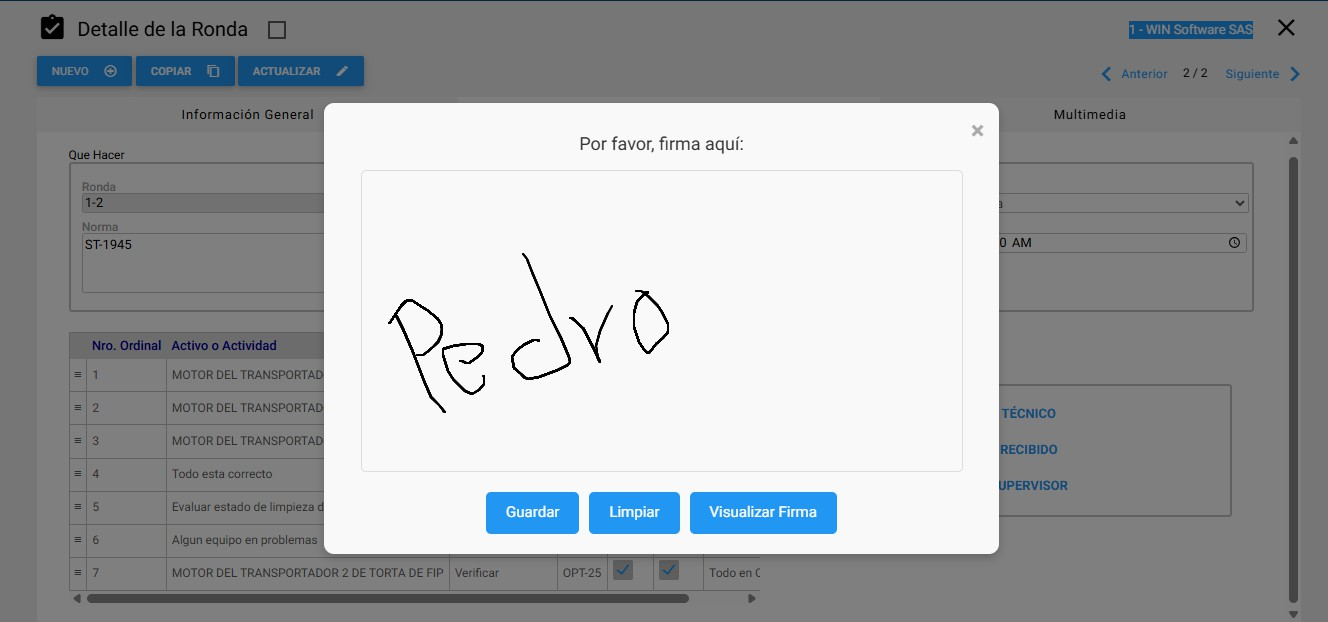 Detalle de la Ronda
1 - WIN Software SAS
NUEVO
COPIAR
ACTUALIZAR
Anterior 2 / 2 Siguiente
Información General
Multimedia
Por favor, firma aquí:
Que Hacer
Ronda
1-2
Norma
ST-1945
0 AM
Pedro
Nro. Ordinal Activo o Actividad
1 MOTOR DEL TRANSPORTAD
2 MOTOR DEL TRANSPORTAD
3 MOTOR DEL TRANSPORTAD
4 Todo esta correcto
5 Evaluar estado de limpieza d
6 Algun equipo en problemas
7 MOTOR DEL TRANSPORTADOR 2 DE TORTA DE FIP Verificar OPT-25 Todo en
TÉCNICO
RECIBIDO
UPERVISOR
Guardar Limpiar Visualizar Firma